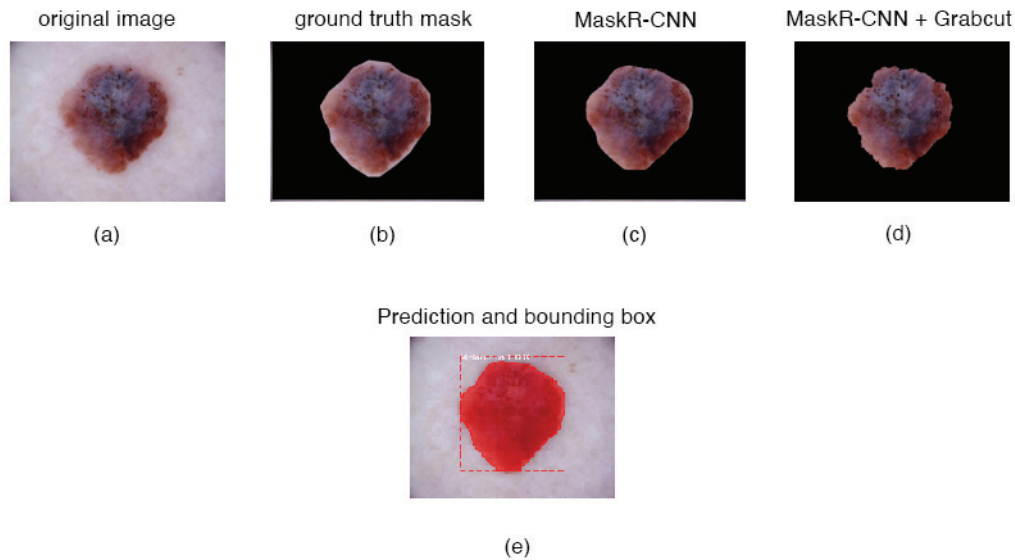 original image
ground truth mask
MaskR-CNN
MaskR-CNN + Grabcut
(a)
(b)
(c)
(d)
Prediction and bounding box
(e)